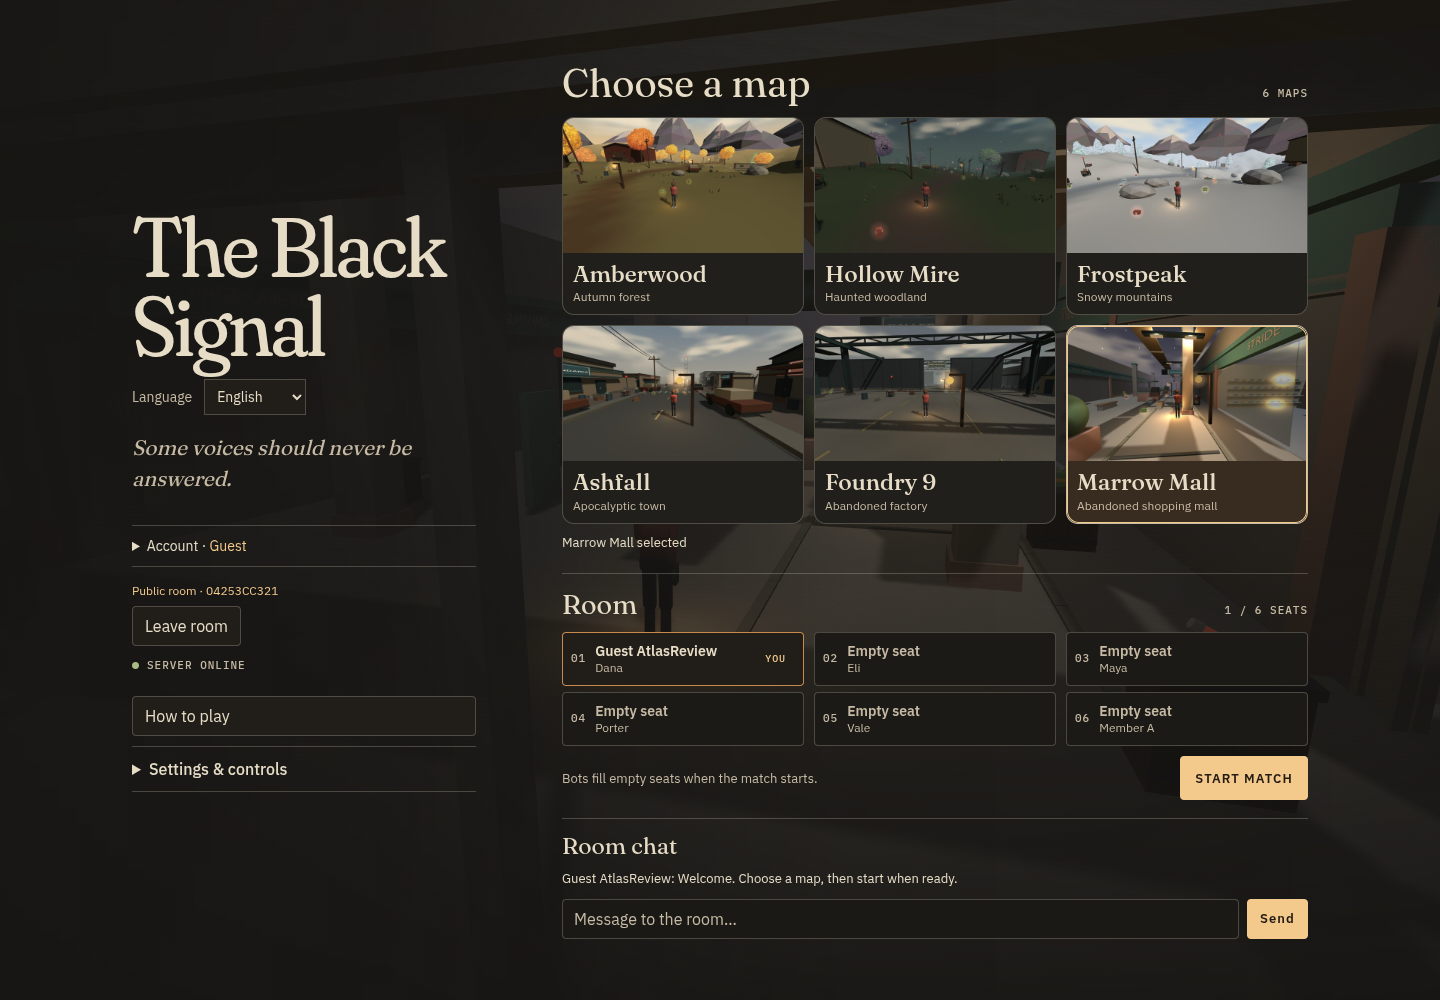 The Black
Signal
Language
English
Some voices should never be
answered.
Account · Guest
Public room · 04253CC321
Leave room
SERVER ONLINE
How to play
Settings & controls
Choose a map
6 MAPS
Amberwood
Autumn forest
Hollow Mire
Haunted woodland
Frostpeak
Snowy mountains
Ashfall
Apocalyptic town
Foundry 9
Abandoned factory
STRIDE
Marrow Mall
Abandoned shopping mall
Marrow Mall selected
Room
1 / 6 SEATS
01 Guest AtlasReview YOU
Dana
02 Empty seat
Eli
03 Empty seat
Maya
04 Empty seat
Porter
05 Empty seat
Vale
06 Empty seat
Member A
Bots fill empty seats when the match starts.
START MATCH
Room chat
Guest AtlasReview: Welcome. Choose a map, then start when ready.
Message to the room...
Send